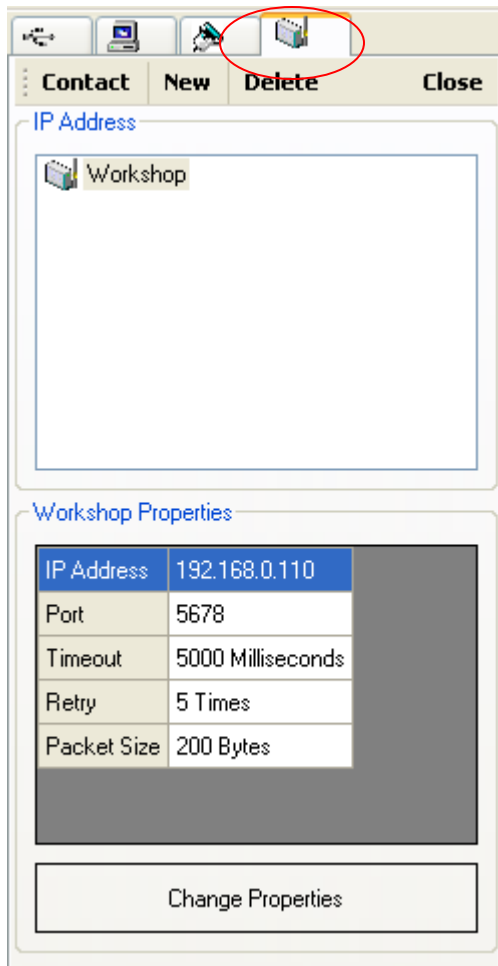 Contact New Delete Close
IP Address
Workshop
Workshop Properties
IP Address 192.168.0.110
Port 5678
Timeout 5000 Milliseconds
Retry 5 Times
Packet Size 200 Bytes
Change Properties